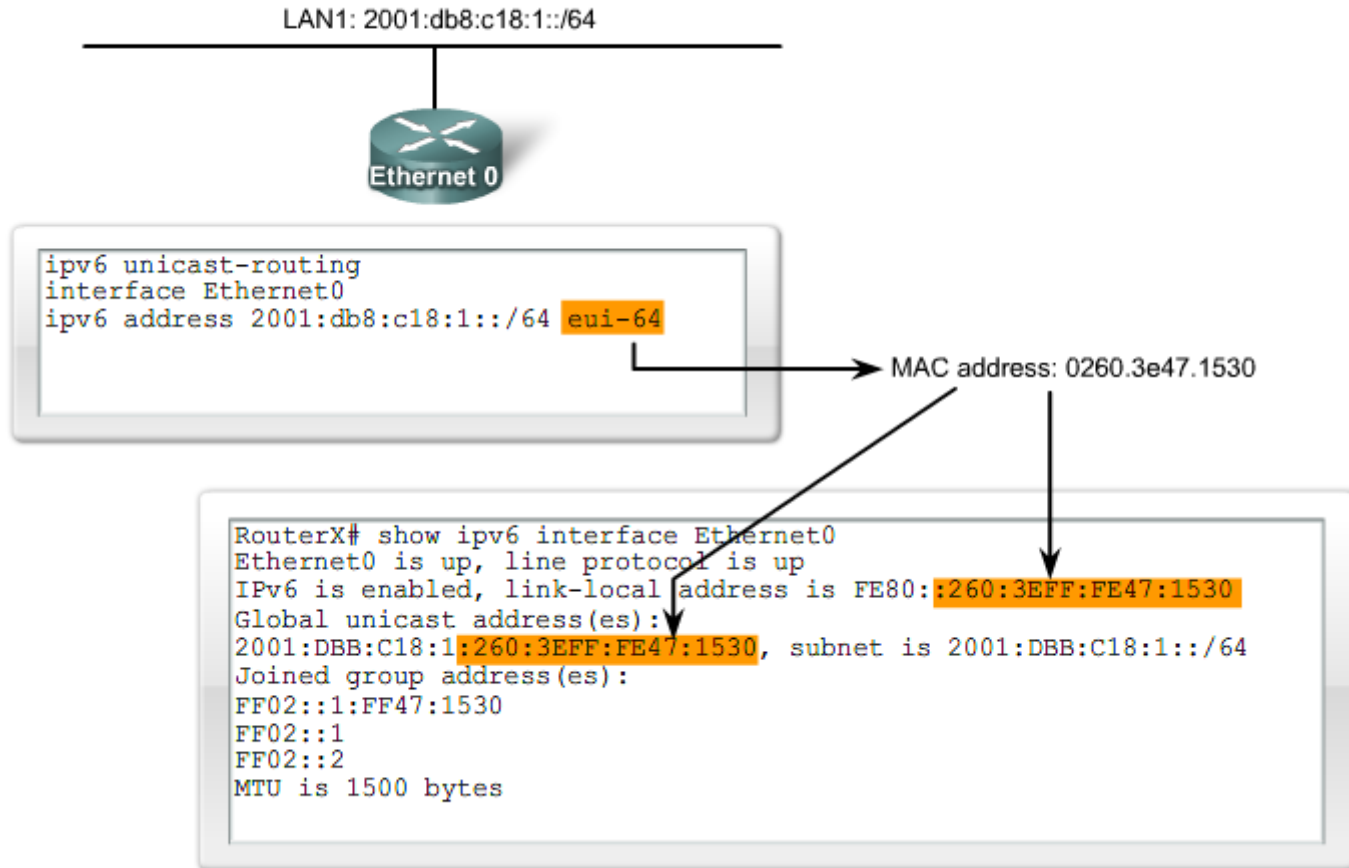 LAN1: 2001:db8:c18:1::/64
Ethernet 0
ipv6 unicast-routing
interface Ethernet0
ipv6 address 2001:db8:c18:1::/64 eui-64
MAC address: 0260.3e47.1530
RouterX# show ipv6 interface Ethernet0
Ethernet0 is up, line protocol is up
IPv6 is enabled, link-local address is FE80::260:3EFF:FE47:1530
Global unicast address(es):
2001:DBB:C18:1:260:3EFF:FE47:1530, subnet is 2001:DBB:C18:1::/64
Joined group address(es):
FF02::1:FF47:1530
FF02::1
FF02::2
MTU is 1500 bytes